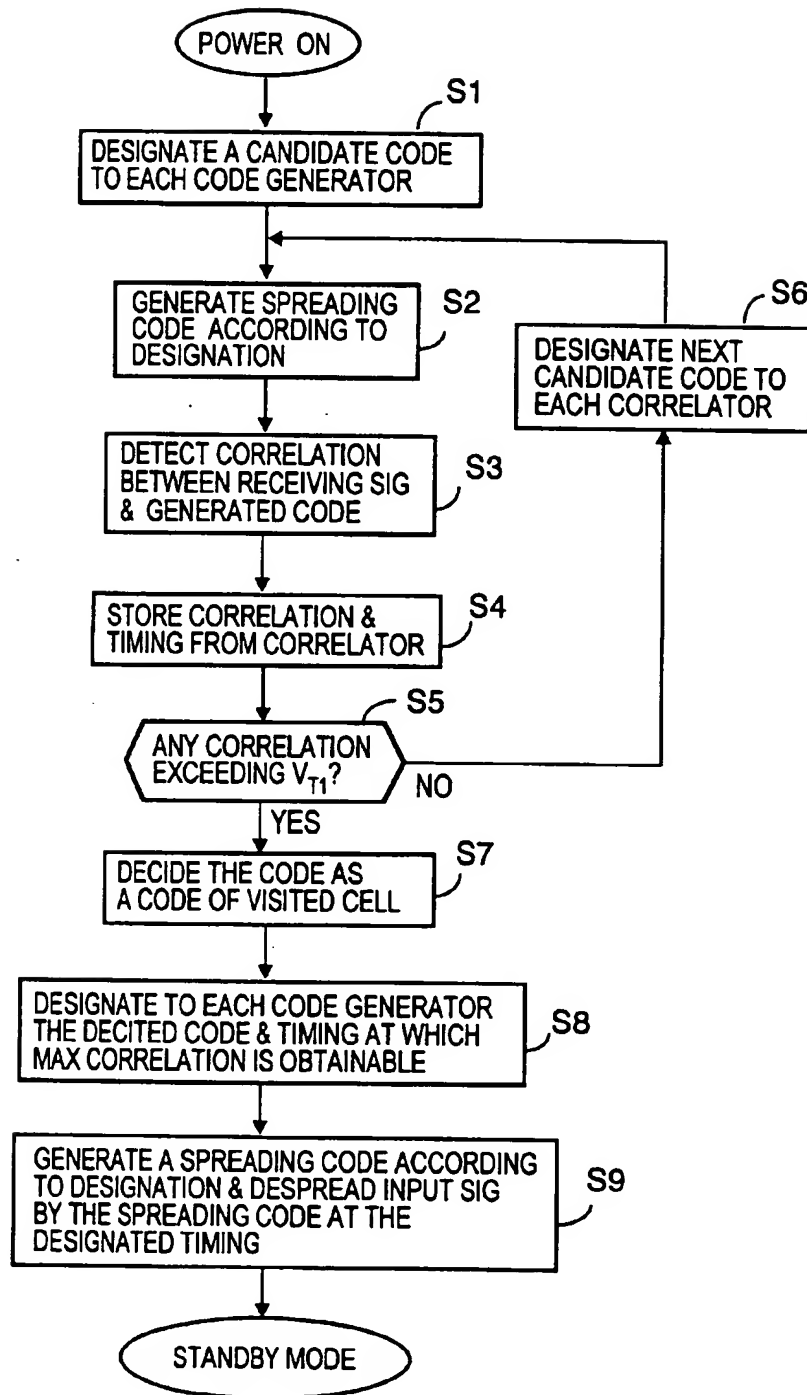 POWER ON
S1
DESIGNATE A CANDIDATE CODE
TO EACH CODE GENERATOR
S2
GENERATE SPREADING
CODE ACCORDING TO
DESIGNATION
S6
DESIGNATE NEXT
CANDIDATE CODE TO
EACH CORRELATOR
S3
DETECT CORRELATION
BETWEEN RECEIVING SIG
& GENERATED CODE
S4
STORE CORRELATION &
TIMING FROM CORRELATOR
S5
ANY CORRELATION
EXCEEDING VT1?
NO
YES
S7
DECIDE THE CODE AS
A CODE OF VISITED CELL
S8
DESIGNATE TO EACH CODE GENERATOR
THE DECITED CODE & TIMING AT WHICH
MAX CORRELATION IS OBTAINABLE
S9
GENERATE A SPREADING CODE ACCORDING
TO DESIGNATION & DESPREAD INPUT SIG
BY THE SPREADING CODE AT THE
DESIGNATED TIMING
STANDBY MODE